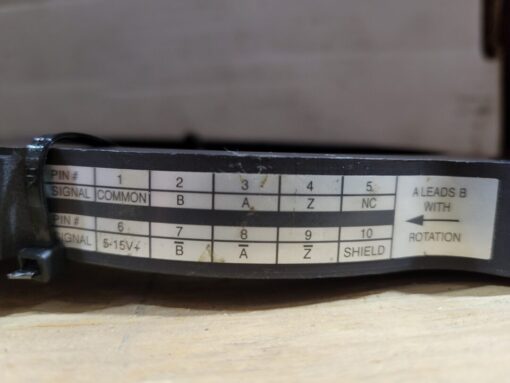 PIN # 1 2 3 4 5
SIGNAL COMMON B A Z NC
PIN # 6 7 8 9 10
SIGNAL 5-15V+ B̅ A̅ Z̅ SHIELD
A LEADS B
WITH
ROTATION